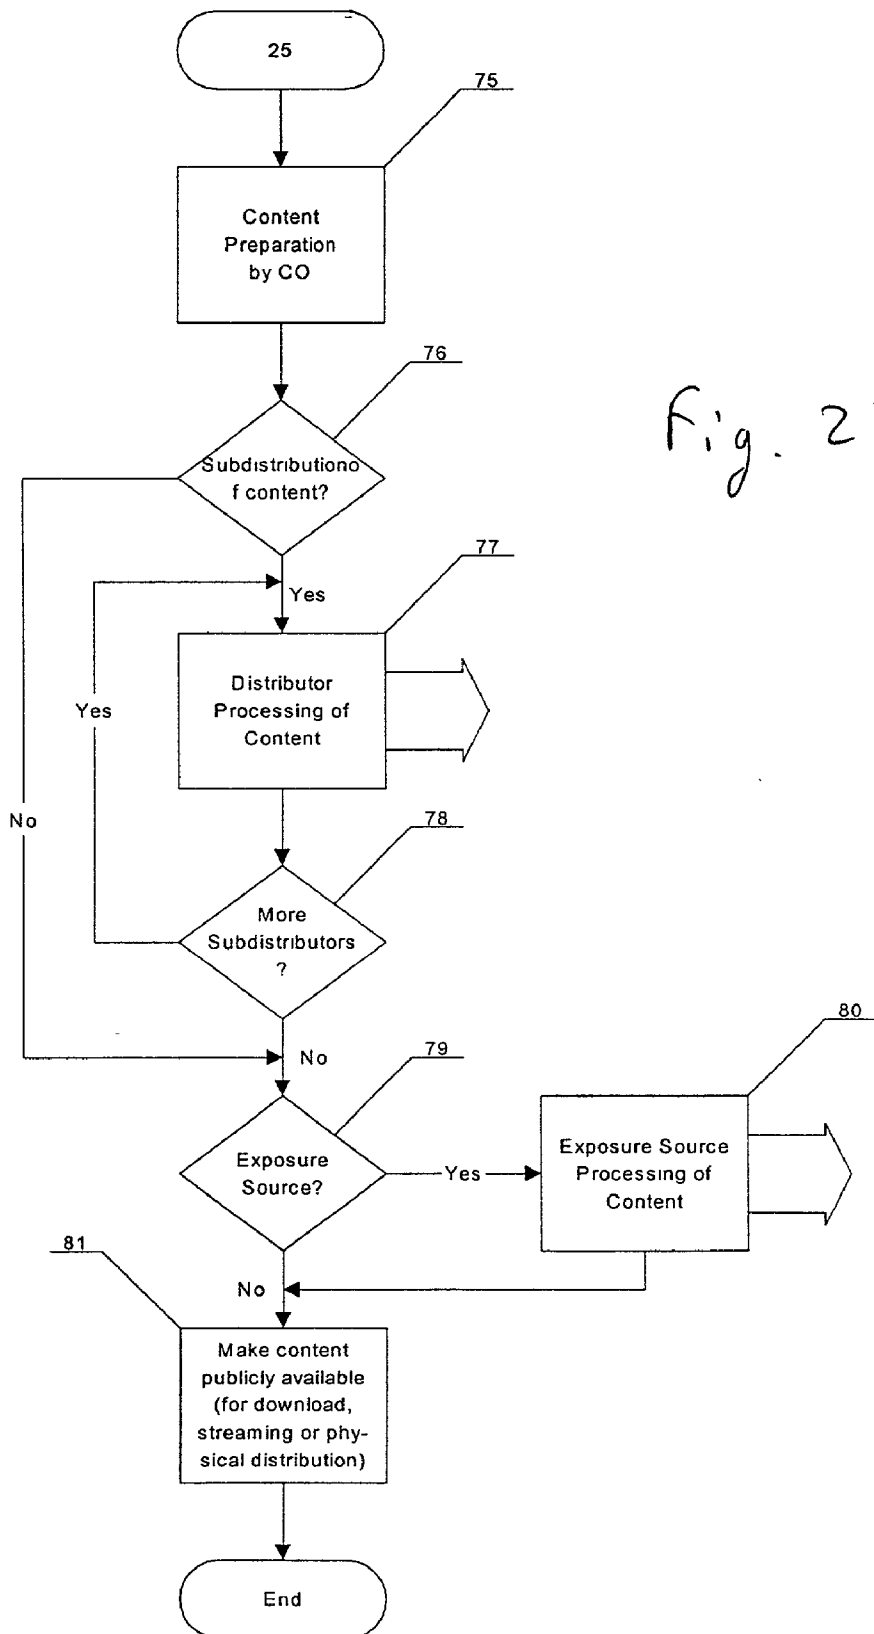 25
75
Content
Preparation
by CO
76
Fig. 2
Subdistributiono
f content?
77
Yes
Distributor
Processing of
Content
Yes
No
78
More
Subdistributors
?
80
No
79
Exposure
Source?
Yes
Exposure Source
Processing of
Content
81
No
Make content
publicly available
(for download,
streaming or phy-
sical distribution)
End